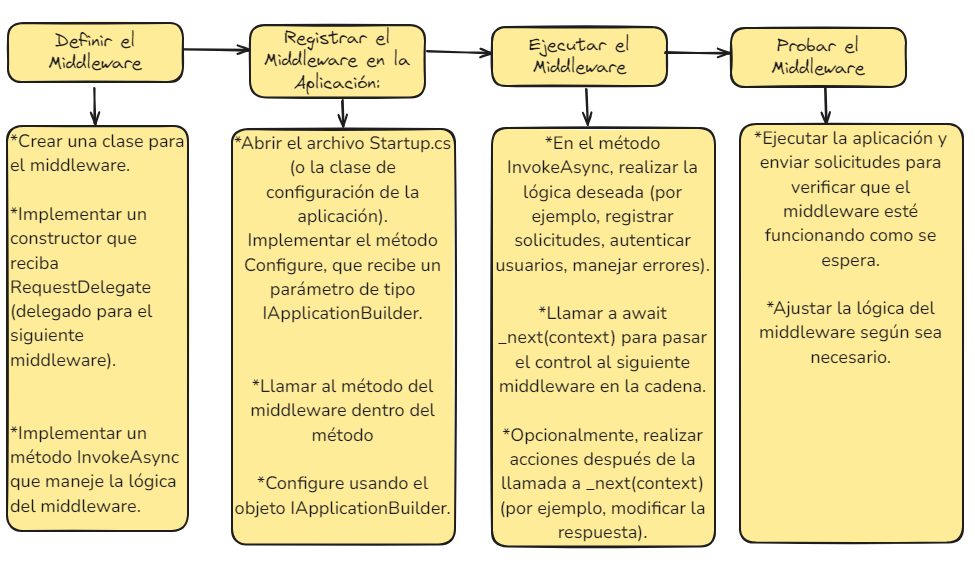 Definir el
Middleware
Registrar el
Middleware en la
Aplicación:
Ejecutar el
Middleware
Probar el
Middleware
*Crear una clase para
el middleware.
*Implementar un
constructor que
reciba
RequestDelegate
(delegado para el
siguiente
middleware).
*Implementar un
método InvokeAsync
que maneje la lógica
del middleware.
*Abrir el archivo Startup.cs
(o la clase de
configuración de la
aplicación).
Implementar el método
Configure, que recibe un
parámetro de tipo
IApplicationBuilder.
*Llamar al método del
middleware dentro del
método
*Configure usando el
objeto IApplicationBuilder.
*En el método
InvokeAsync, realizar la
lógica deseada (por
ejemplo, registrar
solicitudes, autenticar
usuarios, manejar errores).
*Llamar a await
_next(context) para pasar
el control al siguiente
middleware en la cadena.
*Opcionalmente, realizar
acciones después de la
llamada a _next(context)
(por ejemplo, modificar la
respuesta).
*Ejecutar la aplicación y
enviar solicitudes para
verificar que el
middleware esté
funcionando como se
espera.
*Ajustar la lógica del
middleware según sea
necesario.